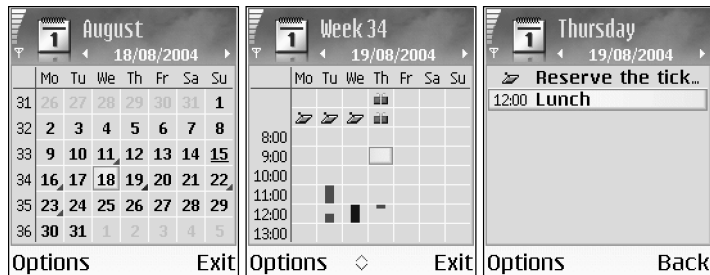 1
August
18/08/2004
Mo Tu We Th Fr Sa Su
31 26 27 28 29 30 31 1
32 2 3 4 5 6 7 8
33 9 10 11 12 13 14 15
34 16 17 18 19 20 21 22
35 23 24 25 26 27 28 29
36 30 31 1 2 3 4 5
Options Exit
1
Week 34
19/08/2004
Mo Tu We Th Fr Sa Su
8:00
9:00
10:00
11:00
12:00
13:00
Options Exit
1
Thursday
19/08/2004
Reserve the tick…
12:00 Lunch
Options Back